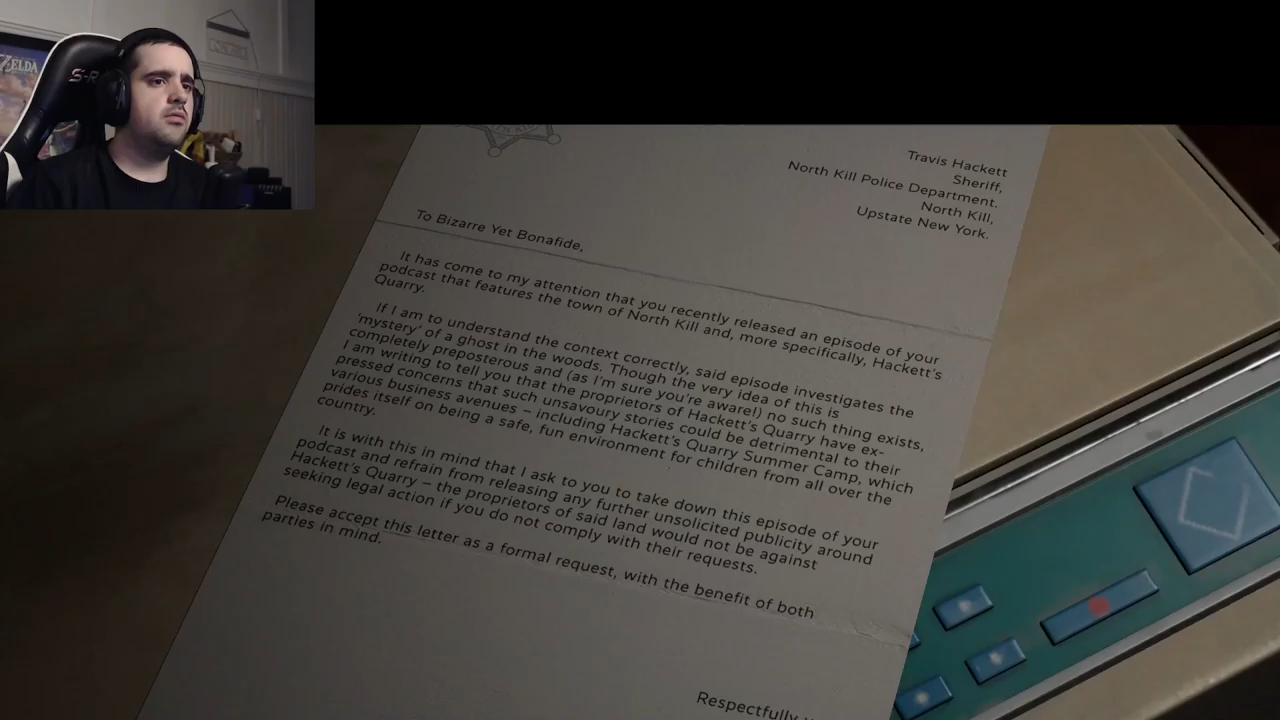 ZELDA
S-R
Travis Hackett
Sheriff,
North Kill Police Department.
North Kill,
Upstate New York.
To Bizarre Yet Bonafide,
It has come to my attention that you recently released an episode of your
podcast that features the town of North Kill and, more specifically, Hackett's
Quarry.
If I am to understand the context correctly, said episode investigates the
'mystery' of a ghost in the woods. Though the very idea of this is
completely preposterous and (as I'm sure you're aware!) no such thing exists,
I am writing to tell you that the proprietors of Hackett's Quarry have ex-
pressed concerns that such unsavoury stories could be detrimental to their
various business avenues – including Hackett's Quarry Summer Camp, which
prides itself on being a safe, fun environment for children from all over the
country.
It is with this in mind that I ask to you to take down this episode of your
podcast and refrain from releasing any further unsolicited publicity around
Hackett's Quarry – the proprietors of said land would not be against
seeking legal action if you do not comply with their requests.
Please accept this letter as a formal request, with the benefit of both
parties in mind.
Respectfully